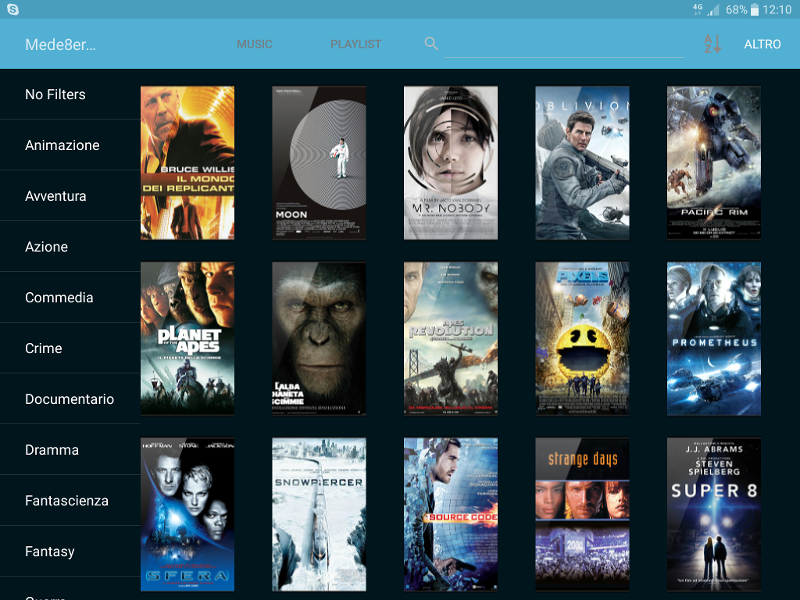 4G 68% 12:10
Mede8er...
MUSIC
PLAYLIST
A
Z
ALTRO
No Filters
Animazione
Avventura
Azione
Commedia
Crime
Documentario
Dramma
Fantascienza
Fantasy
BRUCE WILLIS
IL MONDO
DEI REPLICANTI
MOON
MR. NOBODY
OBLIVION
PACIFIC RIM
PLANET
OF THE
APES
L'ALBA
PIANETA
SCIMMIE
APES
REVOLUTION
PIXELS
PROMETHEUS
HOFFMAN STONE JACKSON
SFERA
SNOWPIERCER
SOURCE CODE
strange days
2000
J.J. ABRAMS
STEVEN
SPIELBERG
SUPER 8